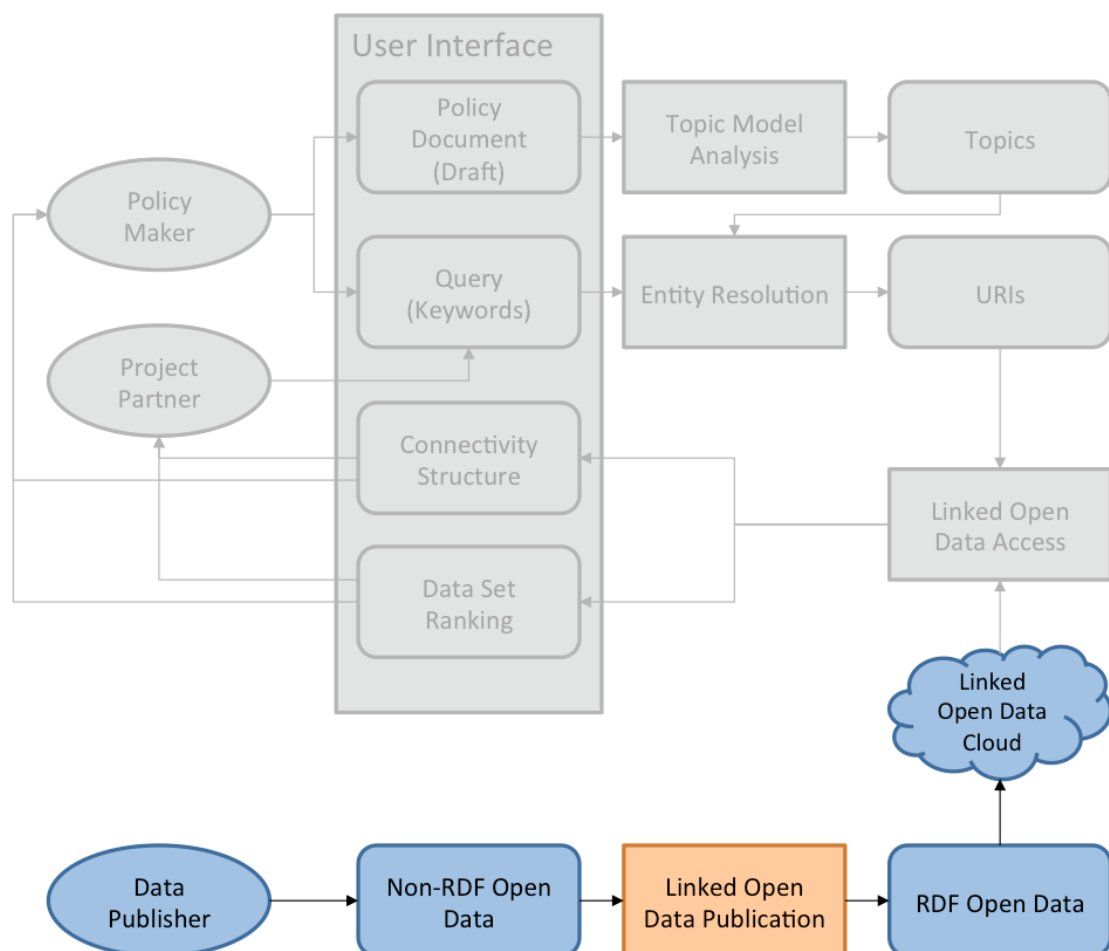 User Interface
Policy
Document
(Draft)
Topic Model
Analysis
Topics
Policy
Maker
Query
(Keywords)
Entity Resolution
URIs
Project
Partner
Connectivity
Structure
Linked Open
Data Access
Data Set
Ranking
Linked
Open Data
Cloud
Data
Publisher
Non-RDF Open
Data
Linked Open
Data Publication
RDF Open Data